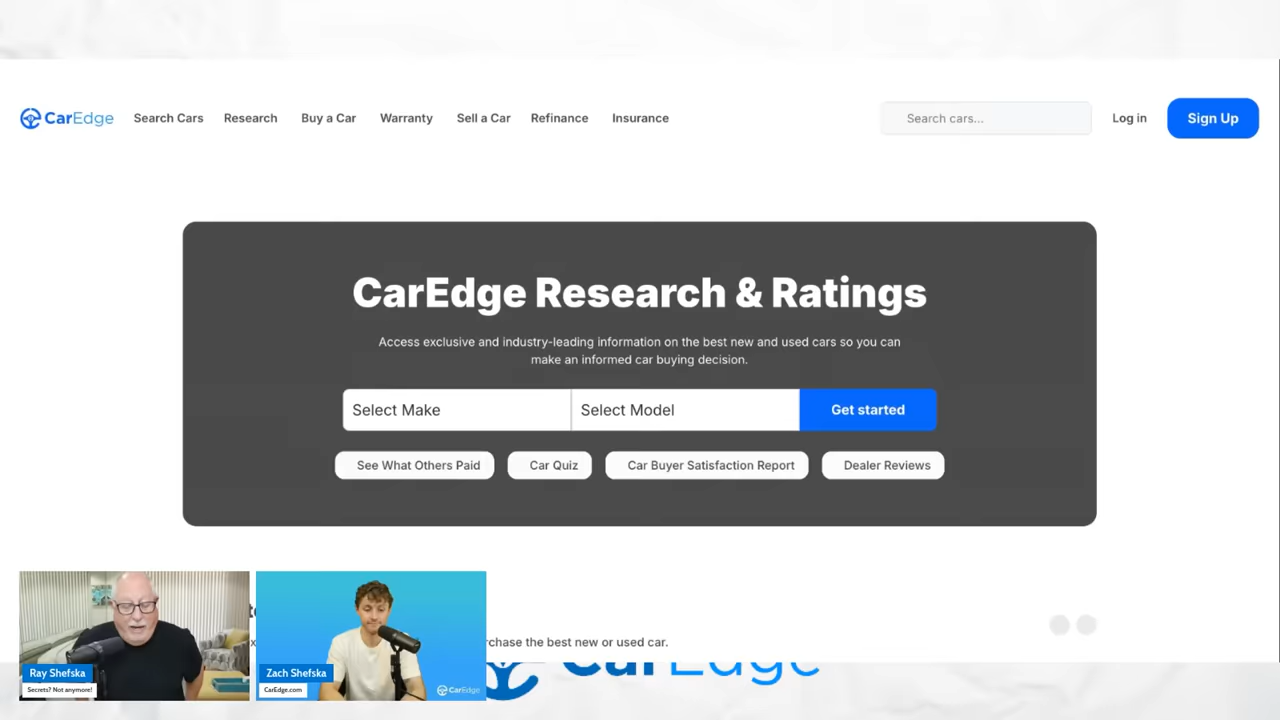 CarEdge
Search Cars
Research
Buy a Car
Warranty
Sell a Car
Refinance
Insurance
Search cars...
Log in
Sign Up
CarEdge Research & Ratings
Access exclusive and industry-leading information on the best new and used cars so you can
make an informed car buying decision.
Select Make
Select Model
Get started
See What Others Paid
Car Quiz
Car Buyer Satisfaction Report
Dealer Reviews
the best new or used car.
Ray Shefska
Secrets? Not anymore!
Zach Shefska
CarEdge.com
CarEdge
CarEdge